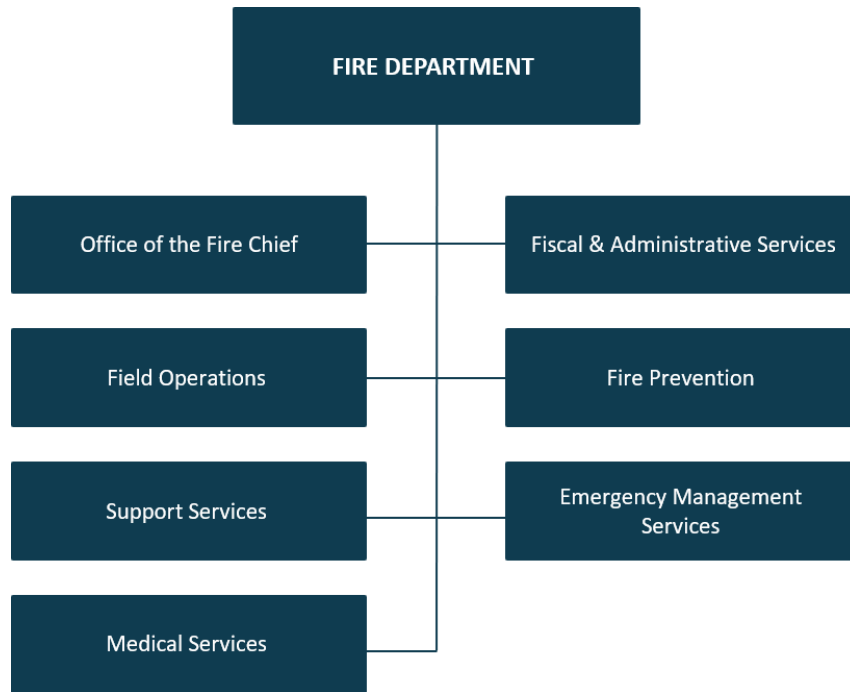 FIRE DEPARTMENT
Office of the Fire Chief
Fiscal & Administrative Services
Field Operations
Fire Prevention
Support Services
Emergency Management
Services
Medical Services